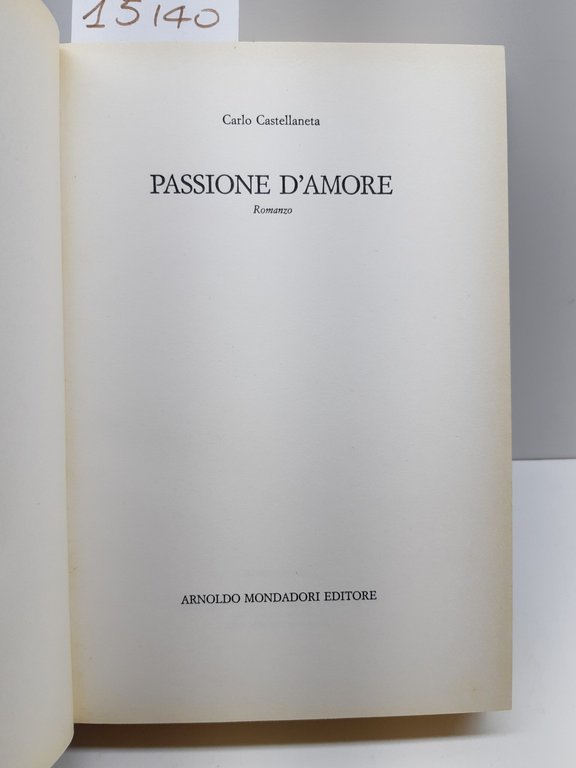 15140
Carlo Castellaneta
PASSIONE D'AMORE
Romanzo
ARNOLDO MONDADORI EDITORE